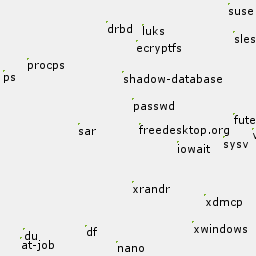 suse
drbd
luks
sles
ecryptfs
procps
ps
shadow-database
passwd
sar
freedesktop.org
sysv
iowait
xrandr
xdmcp
xwindows
df
du
at-job
nano